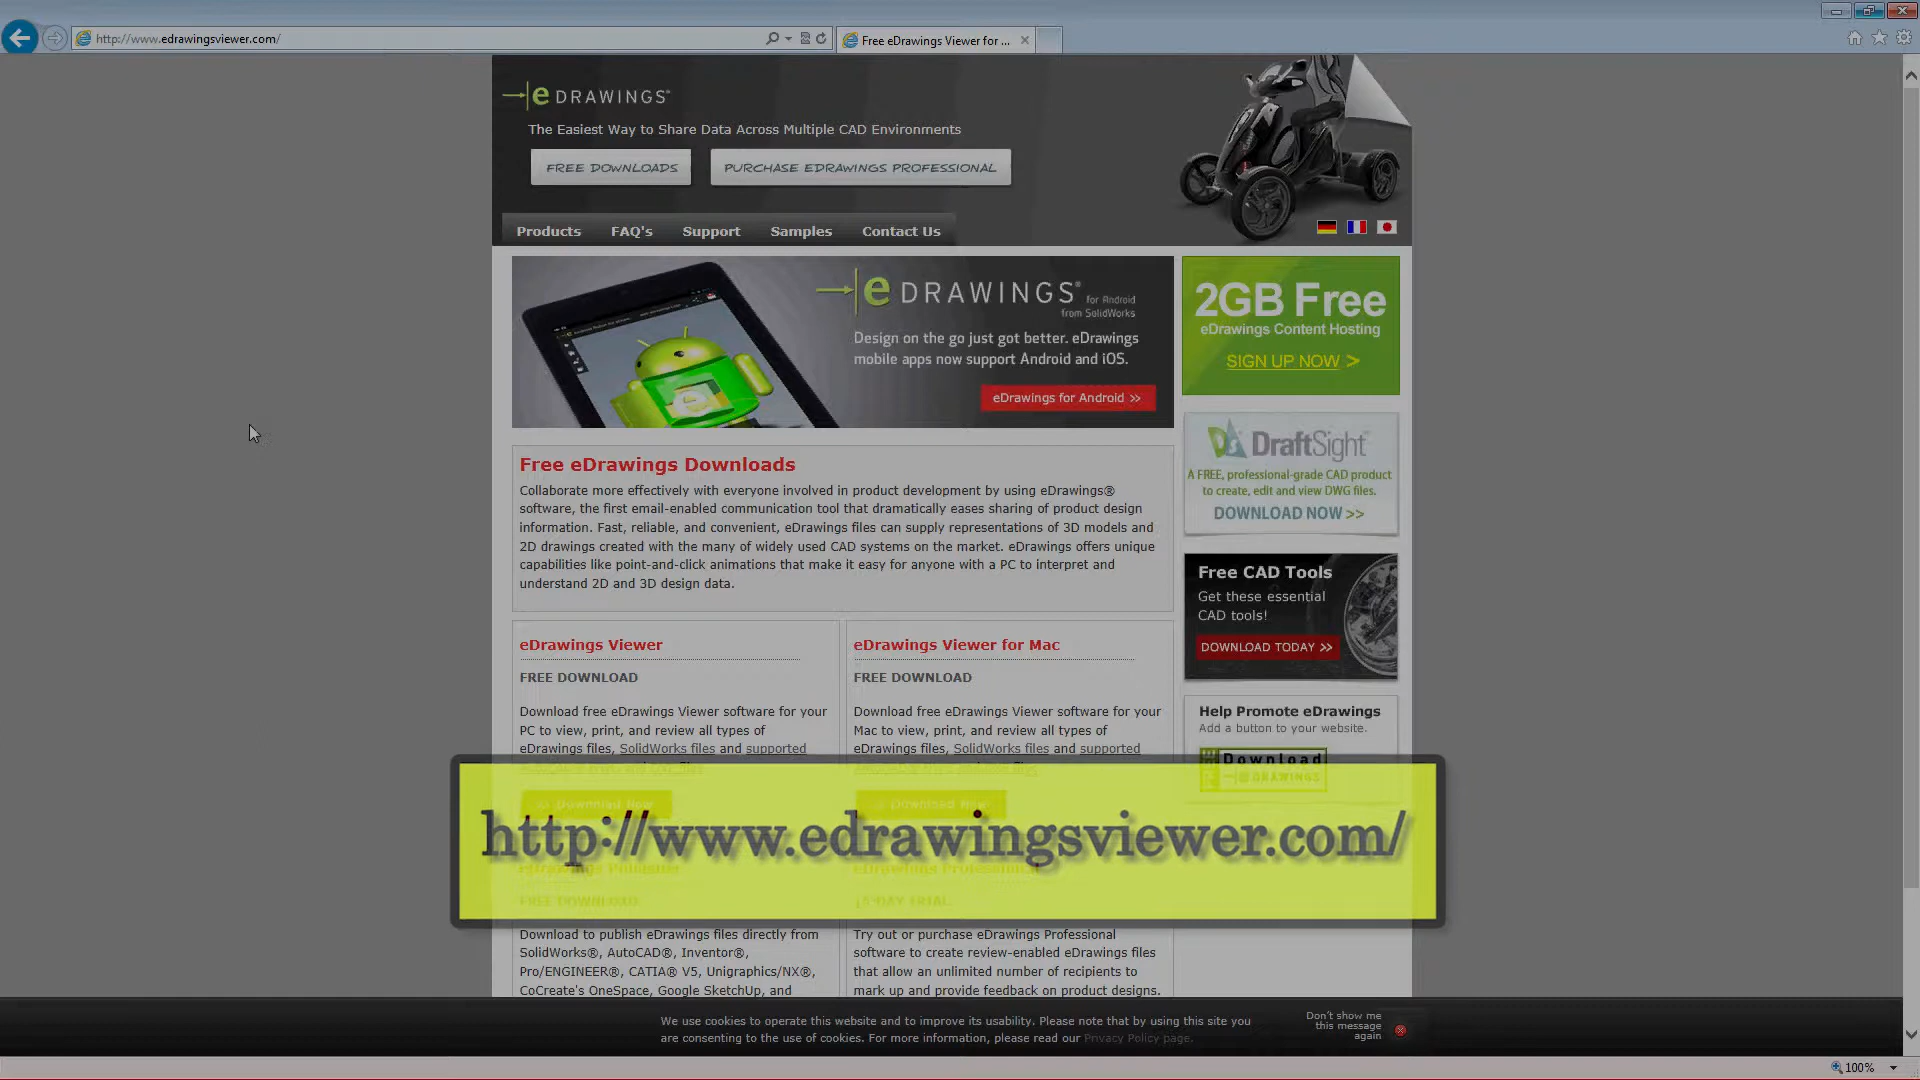 http://www.edrawingsviewer.com/
Free eDrawings Viewer for ...
e DRAWINGS®
The Easiest Way to Share Data Across Multiple CAD Environments
FREE DOWNLOADS
PURCHASE EDRAWINGS PROFESSIONAL
Products
FAQ's
Support
Samples
Contact Us
e DRAWINGS® for Android
from SolidWorks
Design on the go just got better. eDrawings
mobile apps now support Android and iOS.
eDrawings for Android >>
2GB Free
eDrawings Content Hosting
SIGN UP NOW >
DS DraftSight
A FREE, professional-grade CAD product
to create, edit and view DWG files.
DOWNLOAD NOW >>
Free eDrawings Downloads
Collaborate more effectively with everyone involved in product development by using eDrawings®
software, the first email-enabled communication tool that dramatically eases sharing of product design
information. Fast, reliable, and convenient, eDrawings files can supply representations of 3D models and
2D drawings created with the many of widely used CAD systems on the market. eDrawings offers unique
capabilities like point-and-click animations that make it easy for anyone with a PC to interpret and
understand 2D and 3D design data.
Free CAD Tools
Get these essential
CAD tools!
DOWNLOAD TODAY >>
eDrawings Viewer
FREE DOWNLOAD
Download free eDrawings Viewer software for your
PC to view, print, and review all types of
eDrawings files, SolidWorks files and supported
Download Now
eDrawings Viewer for Mac
FREE DOWNLOAD
Download free eDrawings Viewer software for your
Mac to view, print, and review all types of
eDrawings files, SolidWorks files and supported
Download Now
Help Promote eDrawings
Add a button to your website.
FREE Download
e DRAWINGS
http://www.edrawingsviewer.com/
eDrawings Publisher
FREE DOWNLOAD
Download to publish eDrawings files directly from
SolidWorks®, AutoCAD®, Inventor®,
Pro/ENGINEER®, CATIA® V5, Unigraphics/NX®,
CoCreate's OneSpace, Google SketchUp, and
eDrawings Professional
15-DAY TRIAL
Try out or purchase eDrawings Professional
software to create review-enabled eDrawings files
that allow an unlimited number of recipients to
mark up and provide feedback on product designs.
We use cookies to operate this website and to improve its usability. Please note that by using this site you
are consenting to the use of cookies. For more information, please read our Privacy Policy page.
Don't show me
this message
again
100%